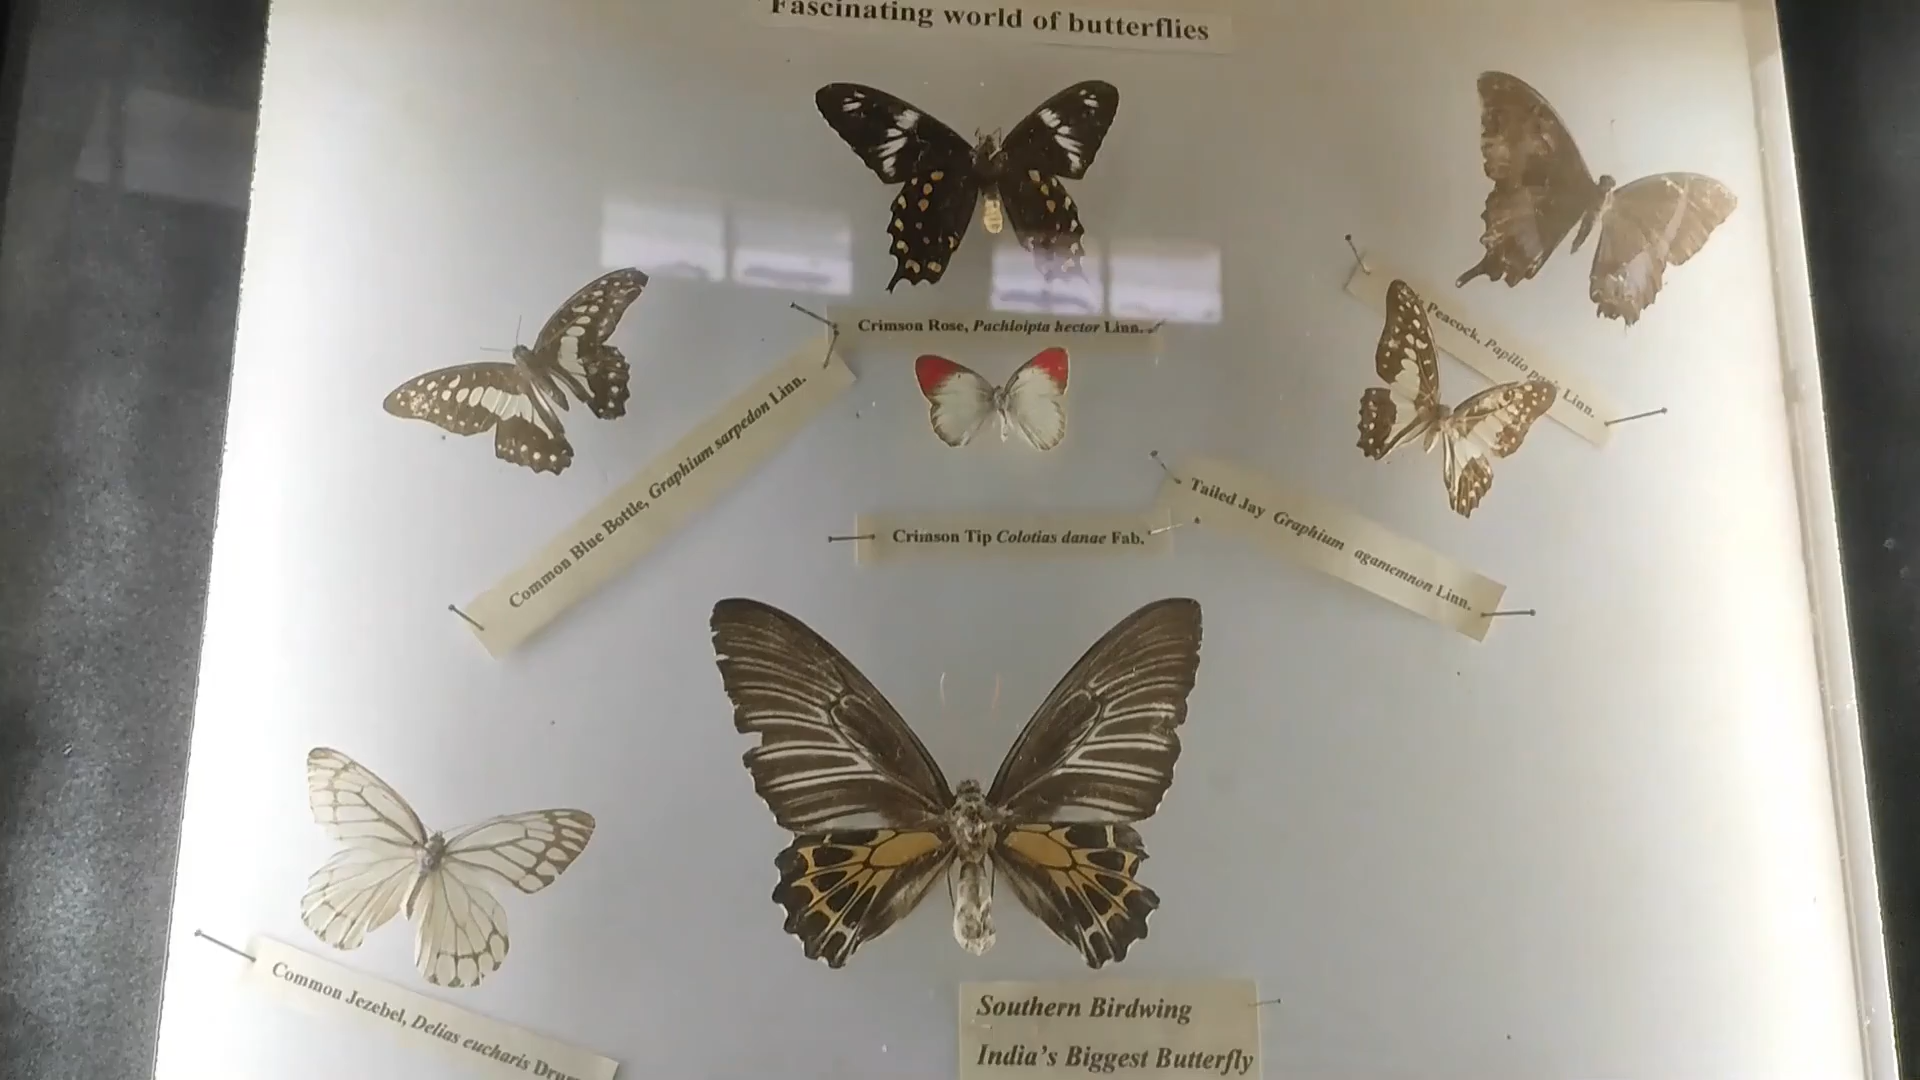 Fascinating world of butterflies
Crimson Rose, Pachloipta hector Linn.
Peacock, Papilio Linn.
Common Blue Bottle, Graphium sarpedon Linn.
Crimson Tip Colotias danae Fab.
Tailed Jay Graphium agamemnon Linn.
Common Jezebel, Delias eucharis
Southern Birdwing
India's Biggest Butterfly